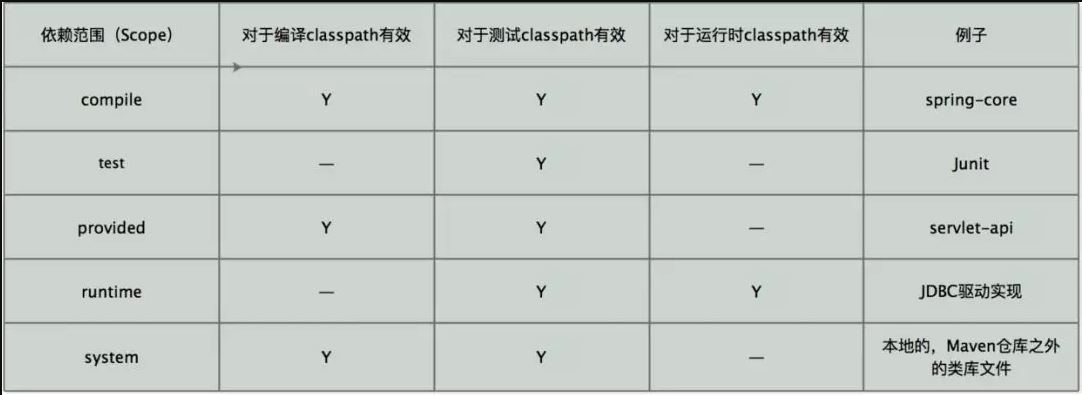 依赖范围（Scope） 对于编译classpath有效 对于测试classpath有效 对于运行时classpath有效 例子
compile Y Y Y spring-core
test — Y — Junit
provided Y Y — servlet-api
runtime — Y Y JDBC驱动实现
system Y Y — 本地的，Maven仓库之外
的类库文件